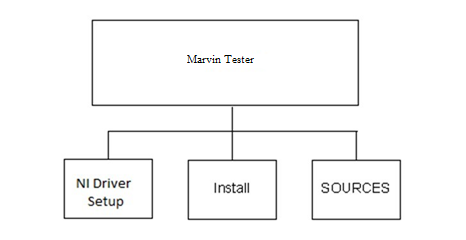 Marvin Tester
NI Driver
Setup
Install
SOURCES